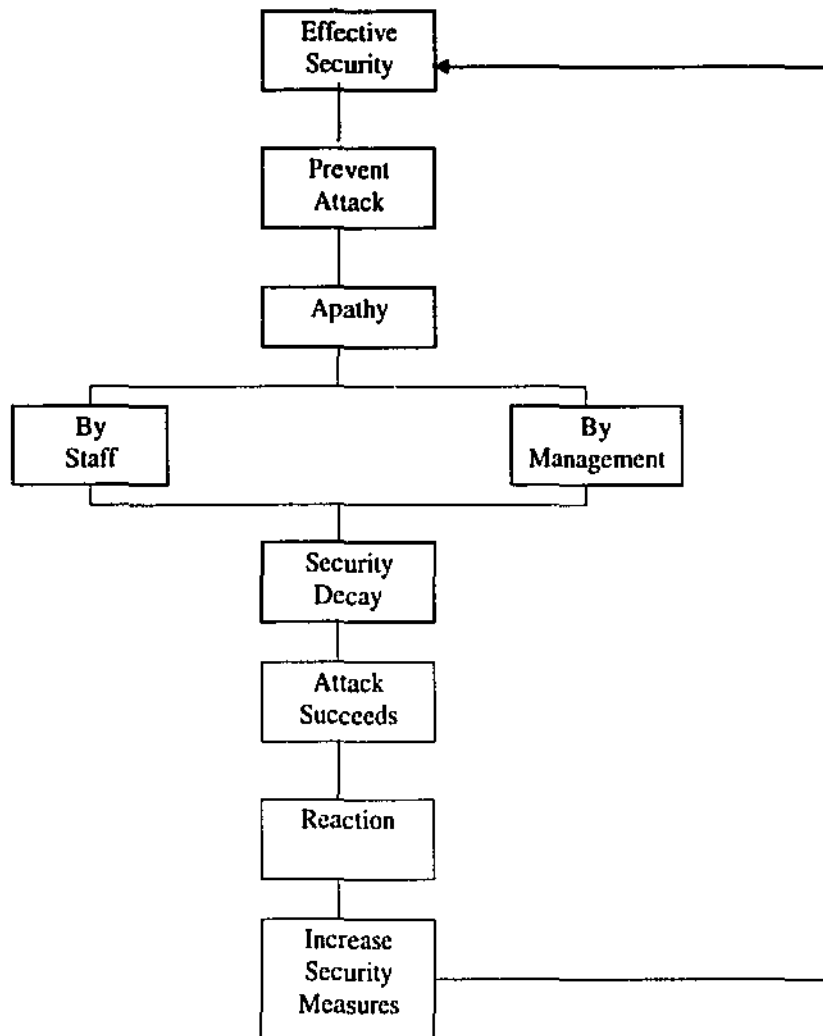 Effective
Security
Prevent
Attack
Apathy
By
Staff
By
Management
Security
Decay
Attack
Succeeds
Reaction
Increase
Security
Measures